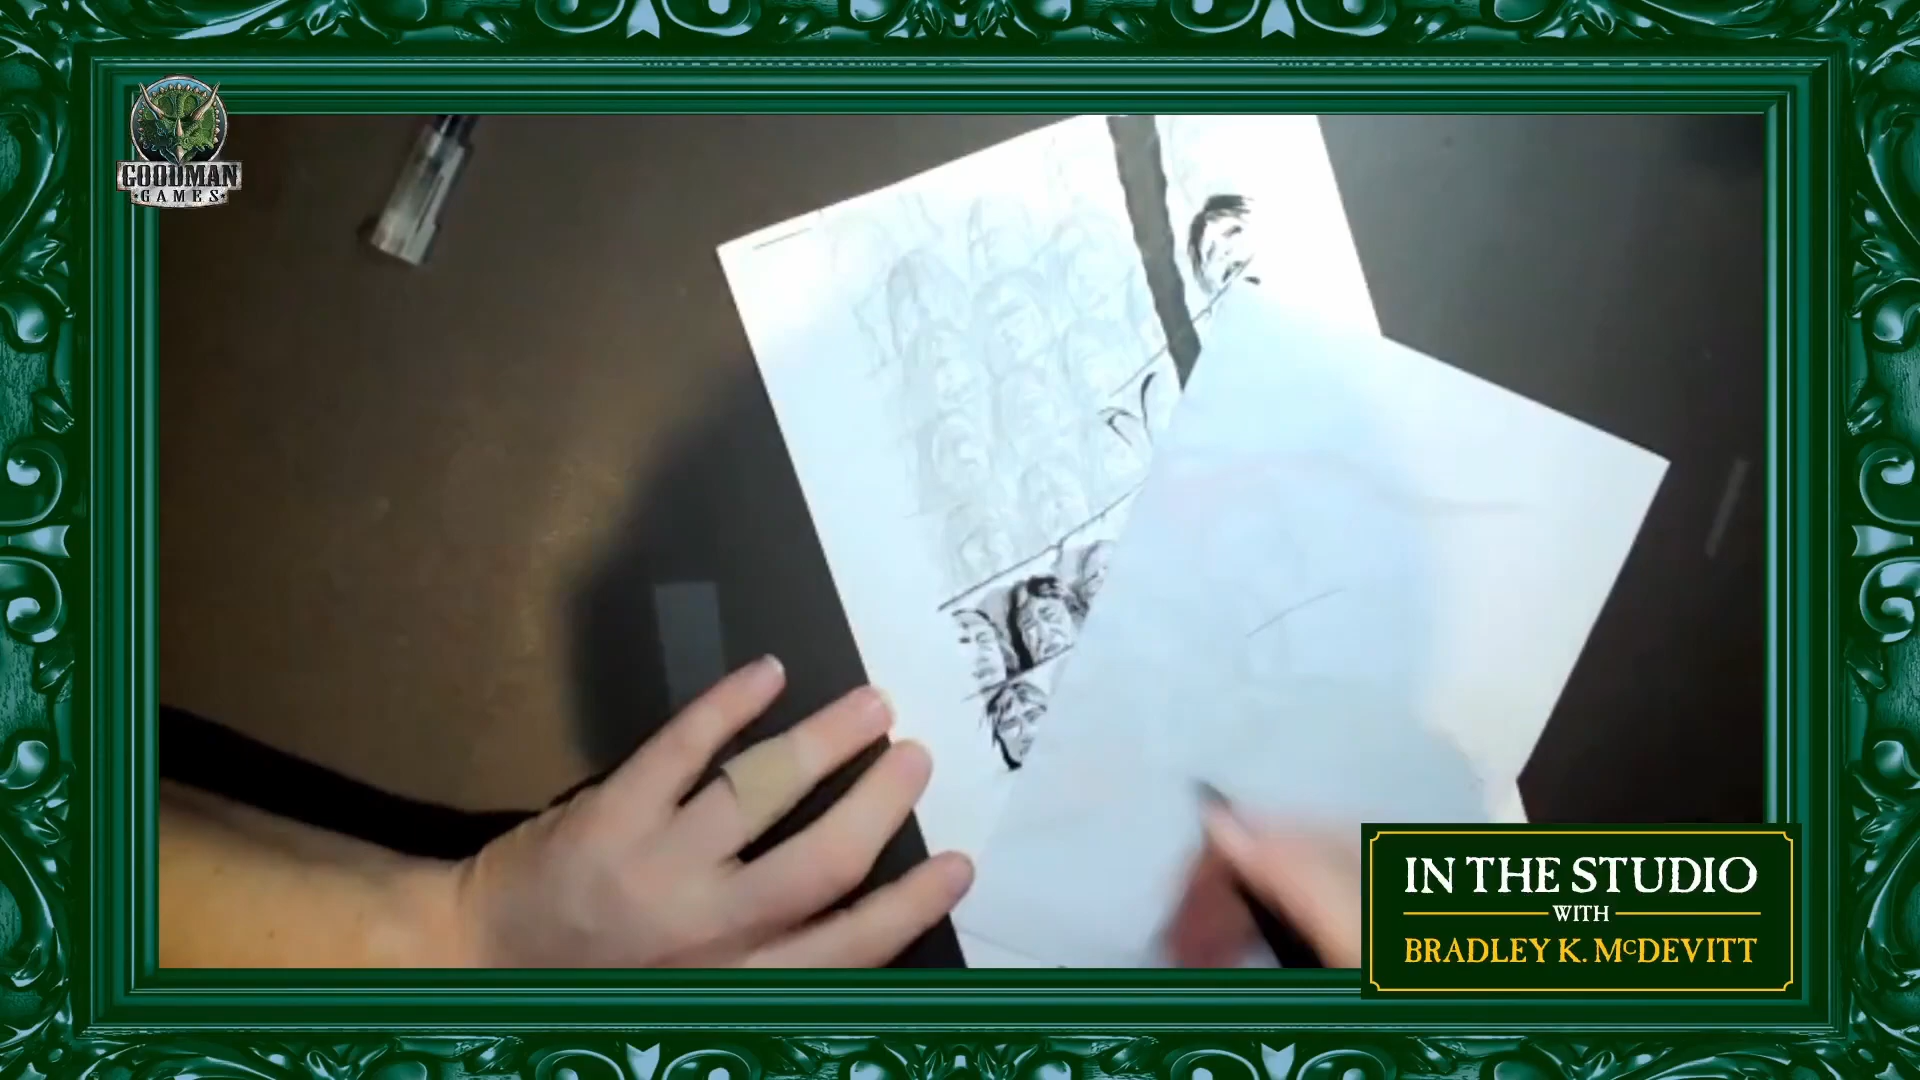 GOODMAN
GAMES
IN THE STUDIO
WITH
BRADLEY K. McDEVITT